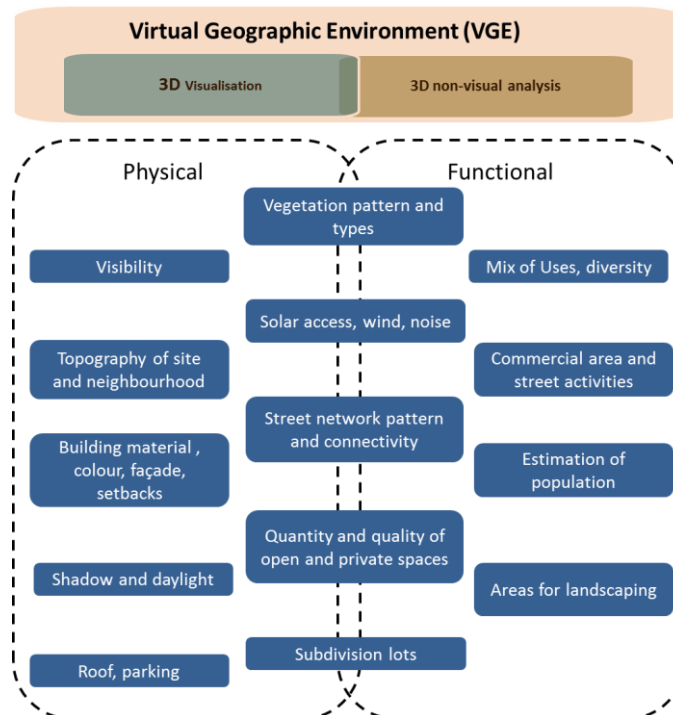 Virtual Geographic Environment (VGE)
3D Visualisation
3D non-visual analysis
Physical
Functional
Vegetation pattern and
types
Visibility
Mix of Uses, diversity
Solar access, wind, noise
Topography of site
and neighbourhood
Commercial area and
street activities
Street network pattern
and connectivity
Building material ,
colour, façade,
setbacks
Estimation of
population
Quantity and quality of
open and private spaces
Shadow and daylight
Areas for landscaping
Subdivision lots
Roof, parking